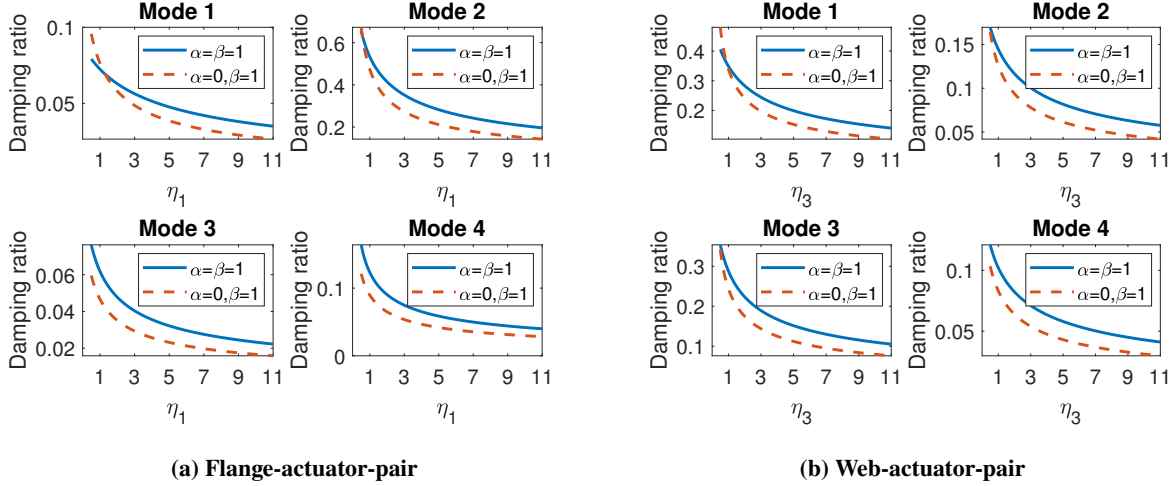 Mode 1
Damping ratio
0.1
0.05
α=β=1
α=0,β=1
1 3 5 7 9 11
η1
Mode 2
Damping ratio
0.6
0.4
0.2
α=β=1
α=0,β=1
1 3 5 7 9 11
η1
Mode 3
Damping ratio
0.06
0.04
0.02
α=β=1
α=0,β=1
1 3 5 7 9 11
η1
Mode 4
Damping ratio
0.1
0
α=β=1
α=0,β=1
1 3 5 7 9 11
η1
(a) Flange-actuator-pair
Mode 1
Damping ratio
0.4
0.3
0.2
α=β=1
α=0,β=1
1 3 5 7 9 11
η3
Mode 2
Damping ratio
0.15
0.1
0.05
α=β=1
α=0,β=1
1 3 5 7 9 11
η3
Mode 3
Damping ratio
0.3
0.2
0.1
α=β=1
α=0,β=1
1 3 5 7 9 11
η3
Mode 4
Damping ratio
0.1
0.05
α=β=1
α=0,β=1
1 3 5 7 9 11
η3
(b) Web-actuator-pair